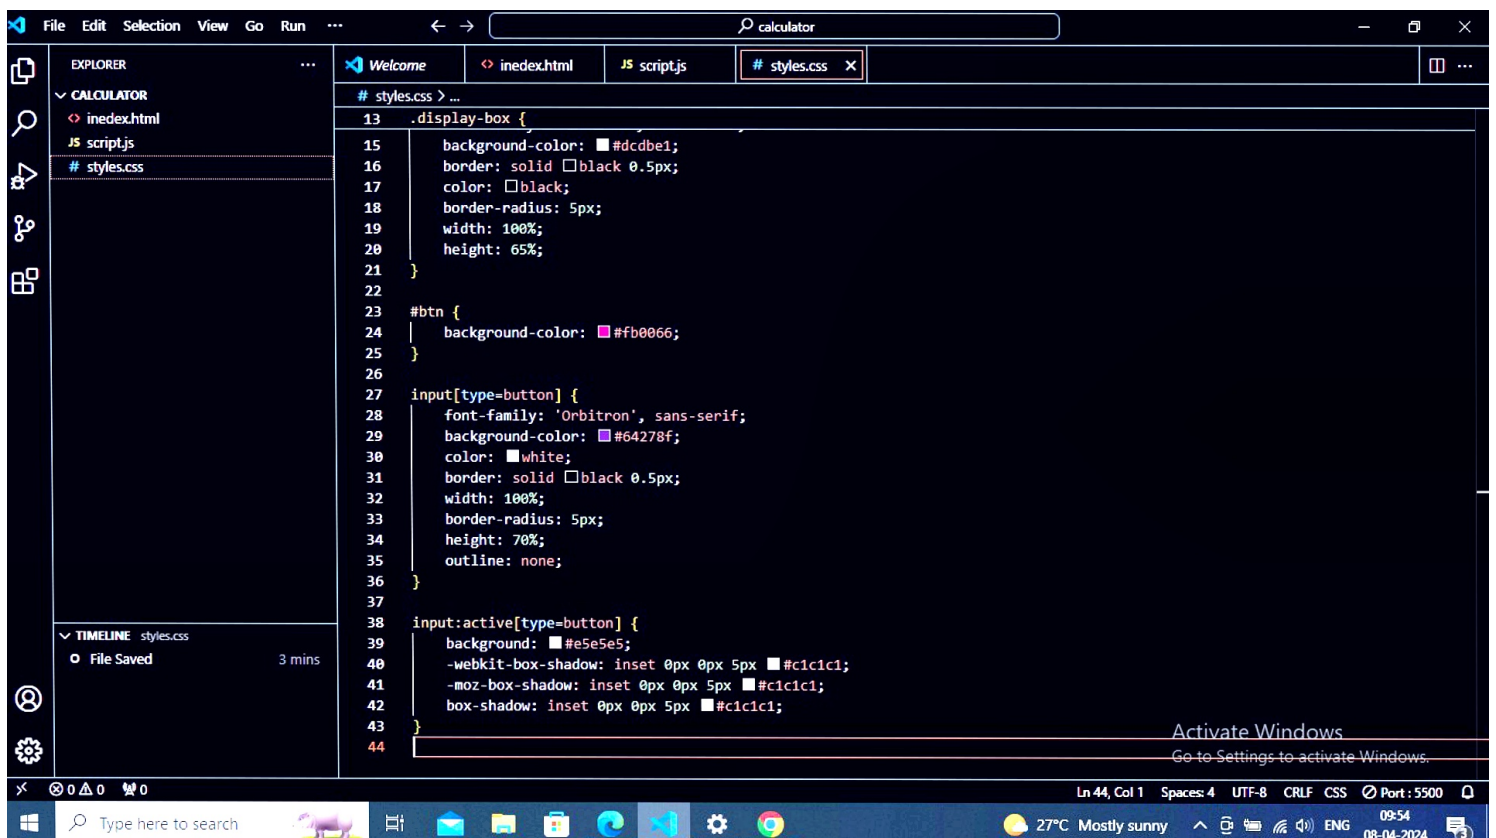 File Edit Selection View Go Run ··· ← → calculator
EXPLORER ···
Welcome
<> inedex.html
JS script.js
# styles.css ×
CALCULATOR
# styles.css > ...
<> inedex.html
JS script.js
# styles.css
13 .display-box {
15 background-color: #dcdbe1;
16 border: solid black 0.5px;
17 color: black;
18 border-radius: 5px;
19 width: 100%;
20 height: 65%;
21 }
22
23 #btn {
24 background-color: #fb0066;
25 }
26
27 input[type=button] {
28 font-family: 'Orbitron', sans-serif;
29 background-color: #64278f;
30 color: white;
31 border: solid black 0.5px;
32 width: 100%;
33 border-radius: 5px;
34 height: 70%;
35 outline: none;
36 }
37
38 input:active[type=button] {
39 background: #e5e5e5;
40 -webkit-box-shadow: inset 0px 0px 5px #c1c1c1;
41 -moz-box-shadow: inset 0px 0px 5px #c1c1c1;
42 box-shadow: inset 0px 0px 5px #c1c1c1;
43 }
44
TIMELINE styles.css
File Saved 3 mins
Activate Windows
Go to Settings to activate Windows.
0 0 0
Ln 44, Col 1 Spaces: 4 UTF-8 CRLF CSS Port : 5500
Type here to search
27°C Mostly sunny
ENG
09:54
08-04-2024
3